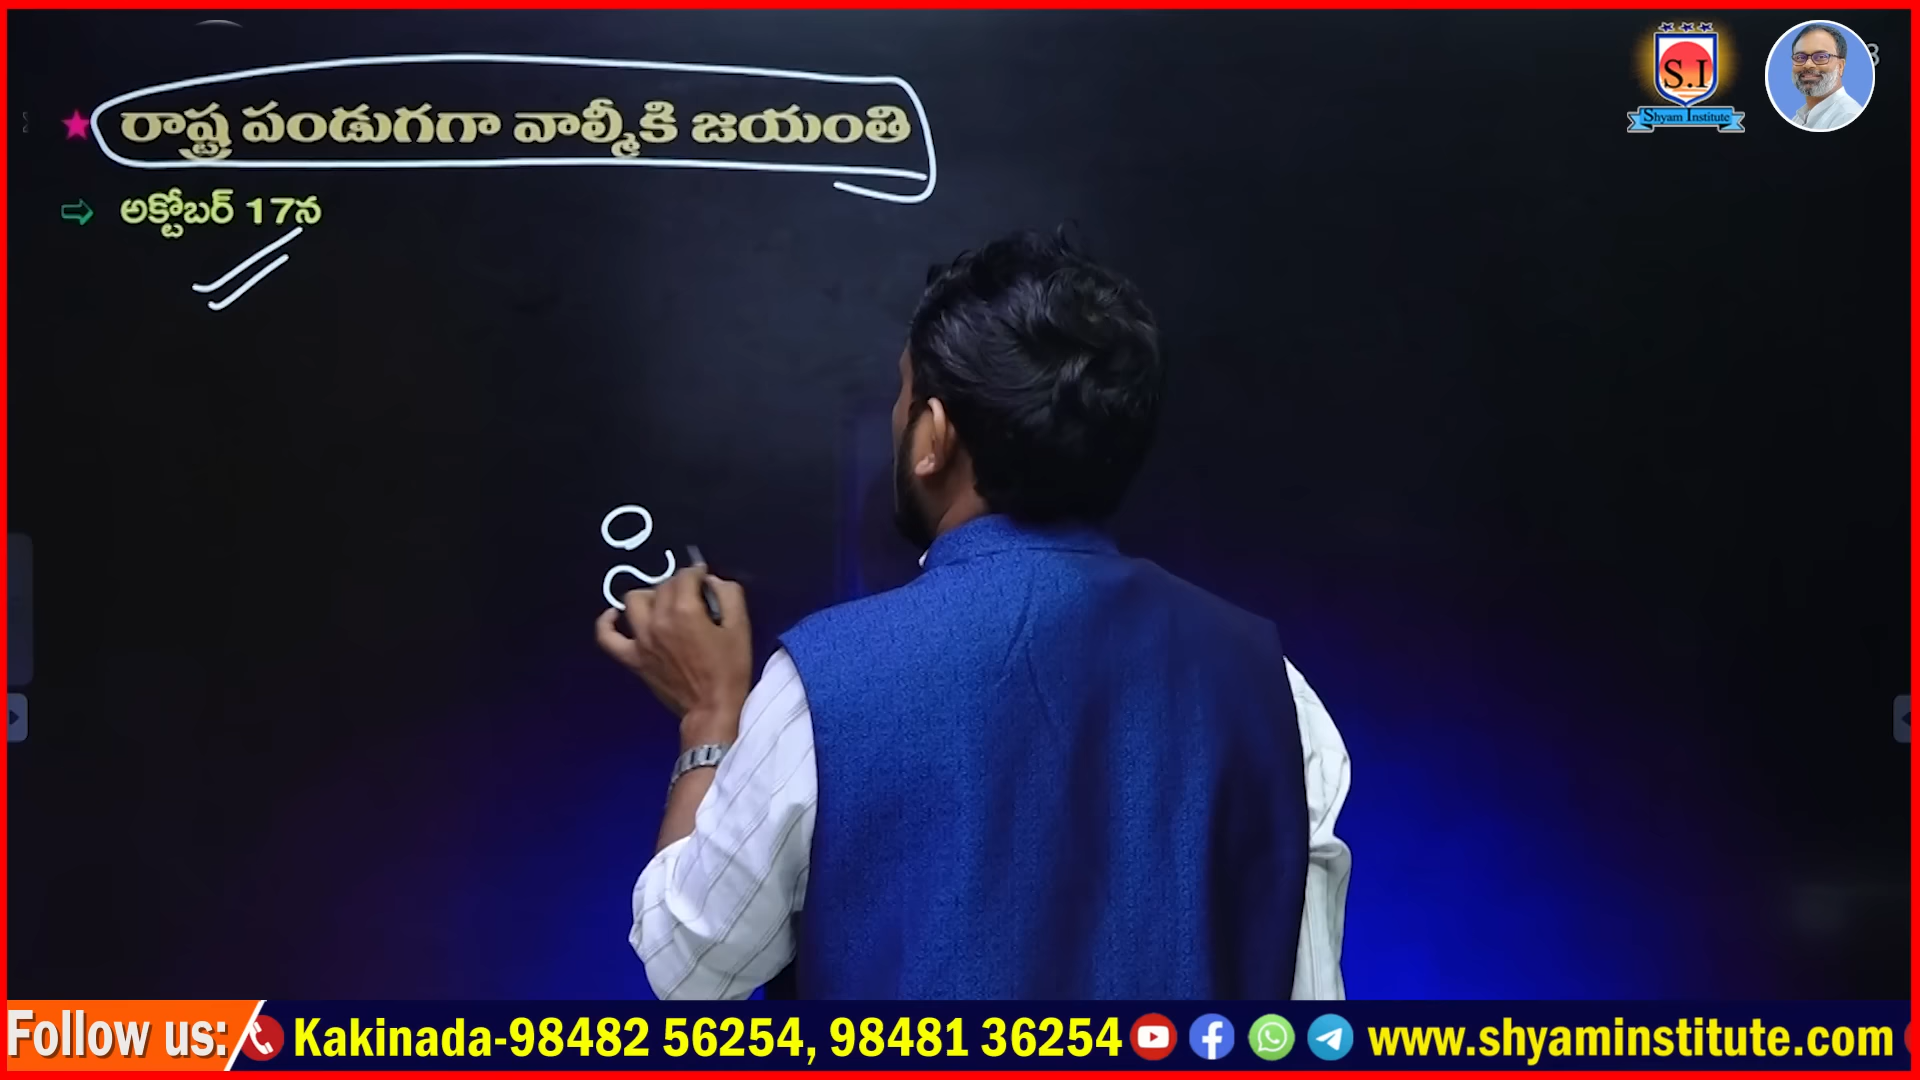 రాష్ట్ర పండుగగా వాల్మీకి జయంతి
అక్టోబర్ 17న
S.I
Shyam Institute
Follow us: Kakinada-98482 56254, 98481 36254 www.shyaminstitute.com